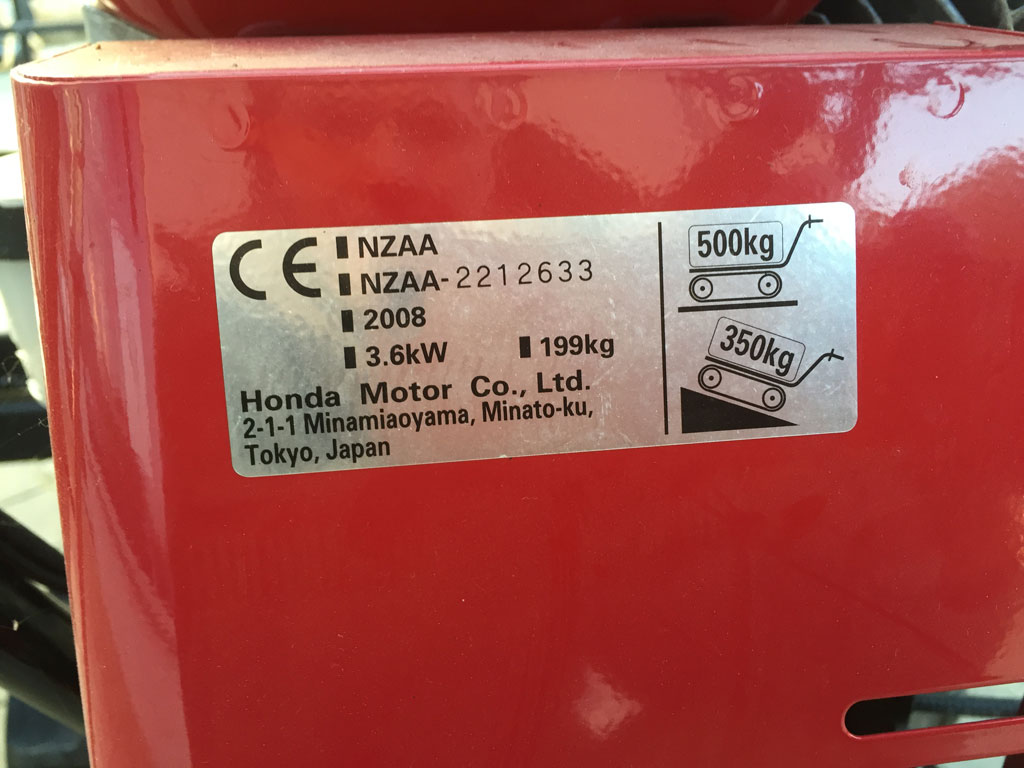 CE NZAA
NZAA-2212633
2008
3.6kW 199kg
Honda Motor Co., Ltd.
2-1-1 Minamiaoyama, Minato-ku,
Tokyo, Japan
500kg
350kg